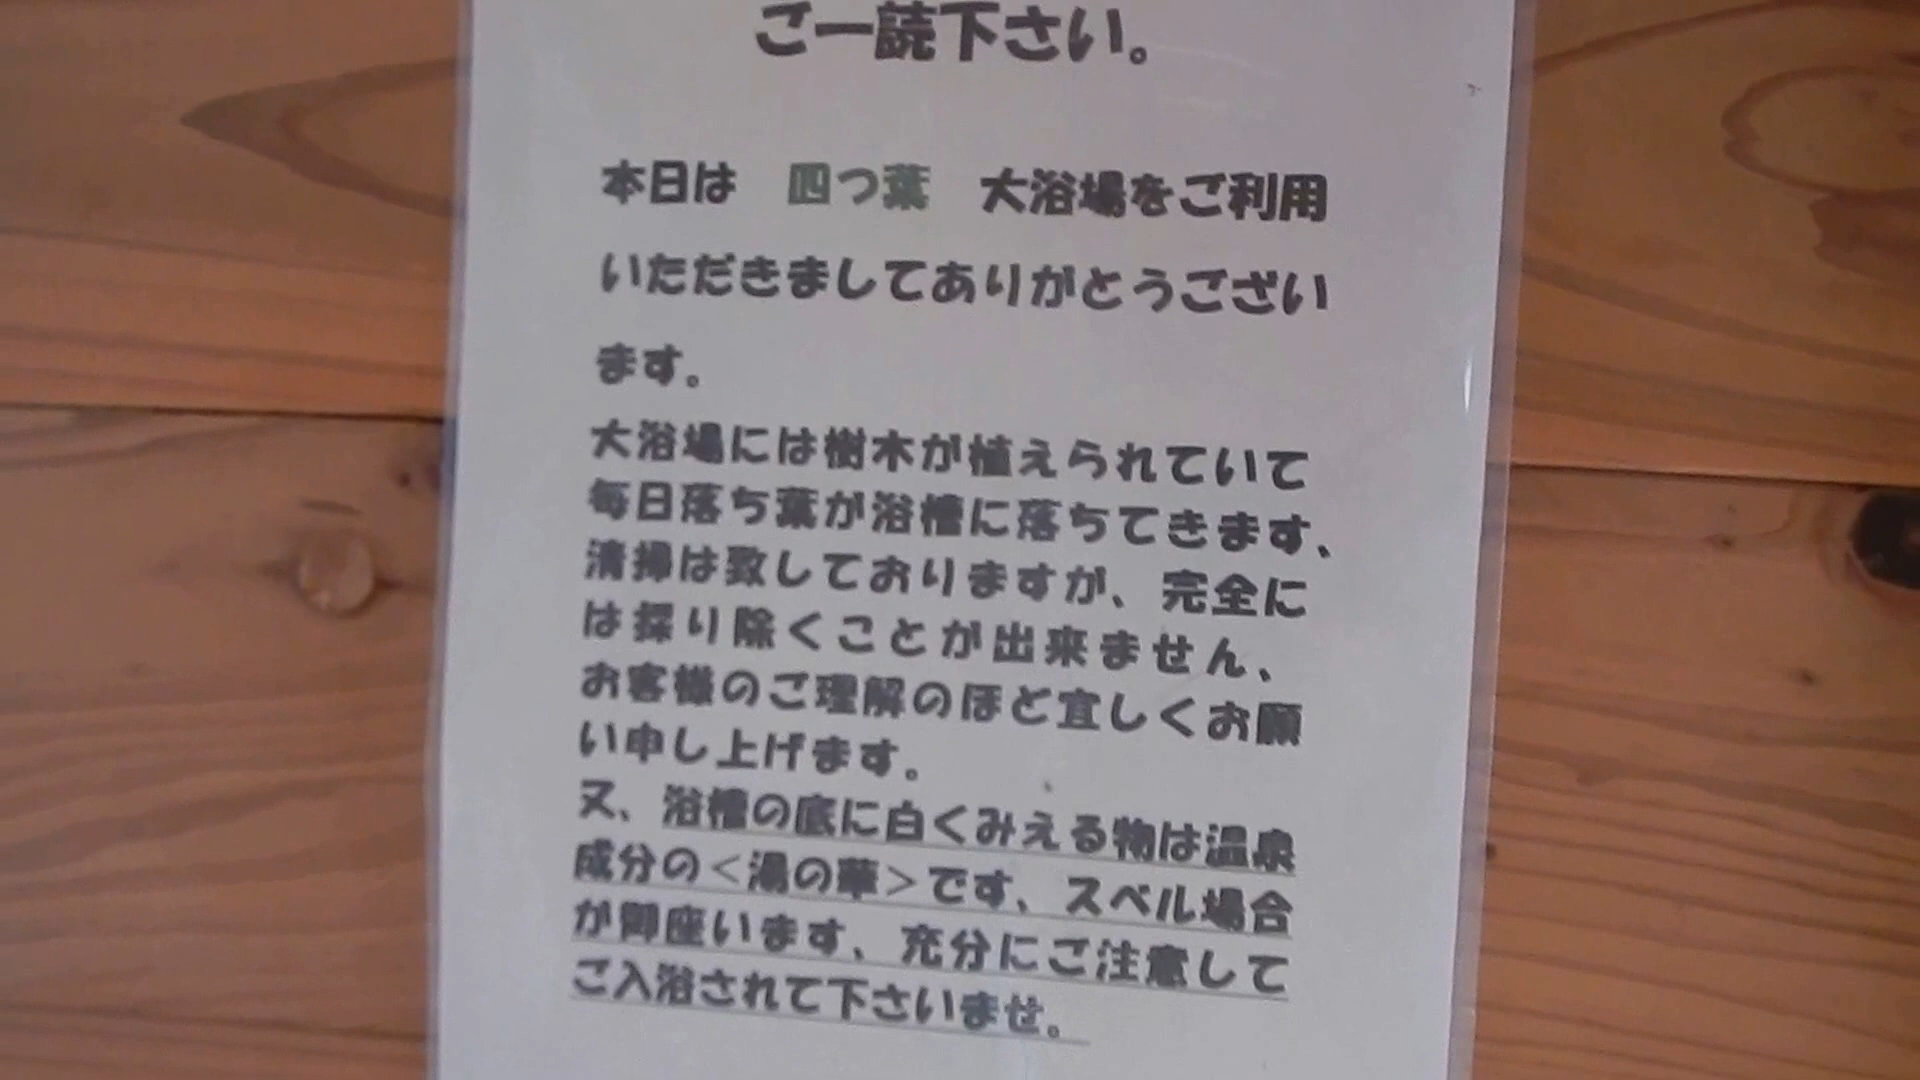 ご一読下さい。
本日は　四つ葉　大浴場をご利用
いただきましてありがとうござい
ます。
大浴場には樹木が植えられていて
毎日落ち葉が浴槽に落ちてきます、
清掃は致しておりますが、完全に
は採り除くことが出来ません、
お客様のご理解のほど宜しくお願
い申し上げます。
又、浴槽の底に白くみえる物は温泉
成分の＜湯の華＞です、スベル場合
が御座います、充分にご注意して
ご入浴されて下さいませ。